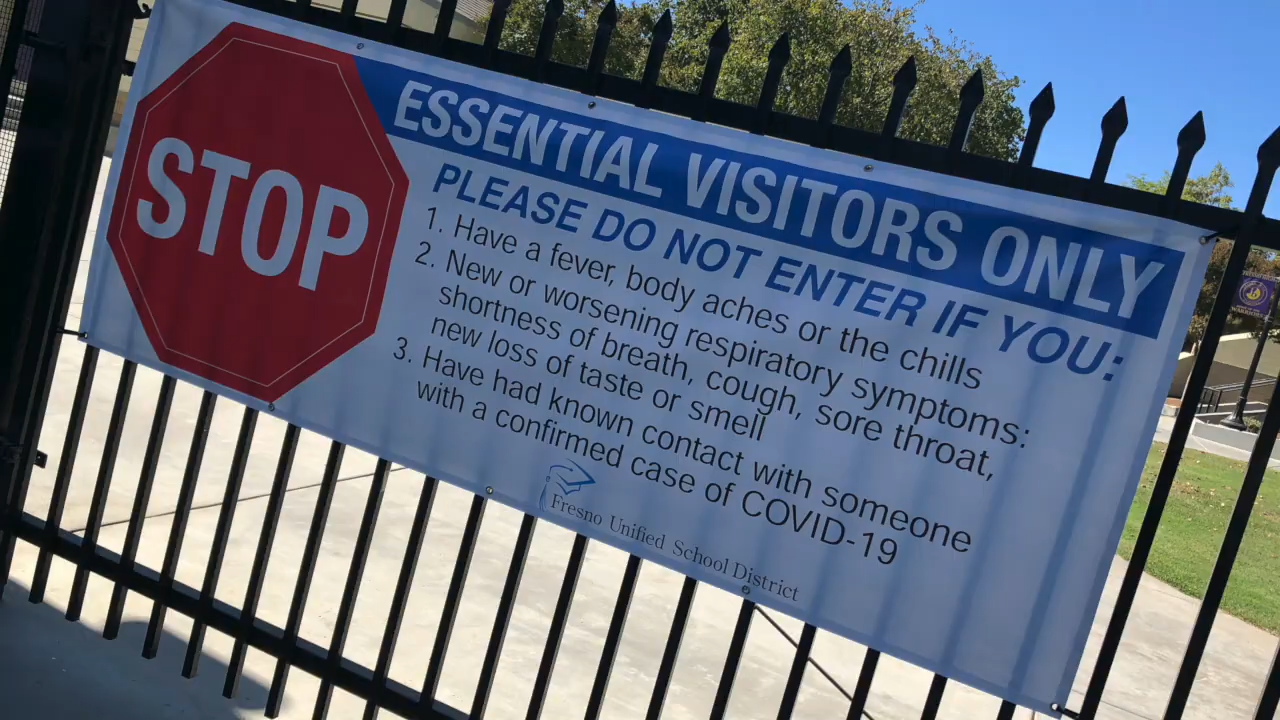 STOP
ESSENTIAL VISITORS ONLY
PLEASE DO NOT ENTER IF YOU:
1. Have a fever, body aches or the chills
2. New or worsening respiratory symptoms:
shortness of breath, cough, sore throat,
new loss of taste or smell
3. Have had known contact with someone
with a confirmed case of COVID-19
Fresno Unified School District